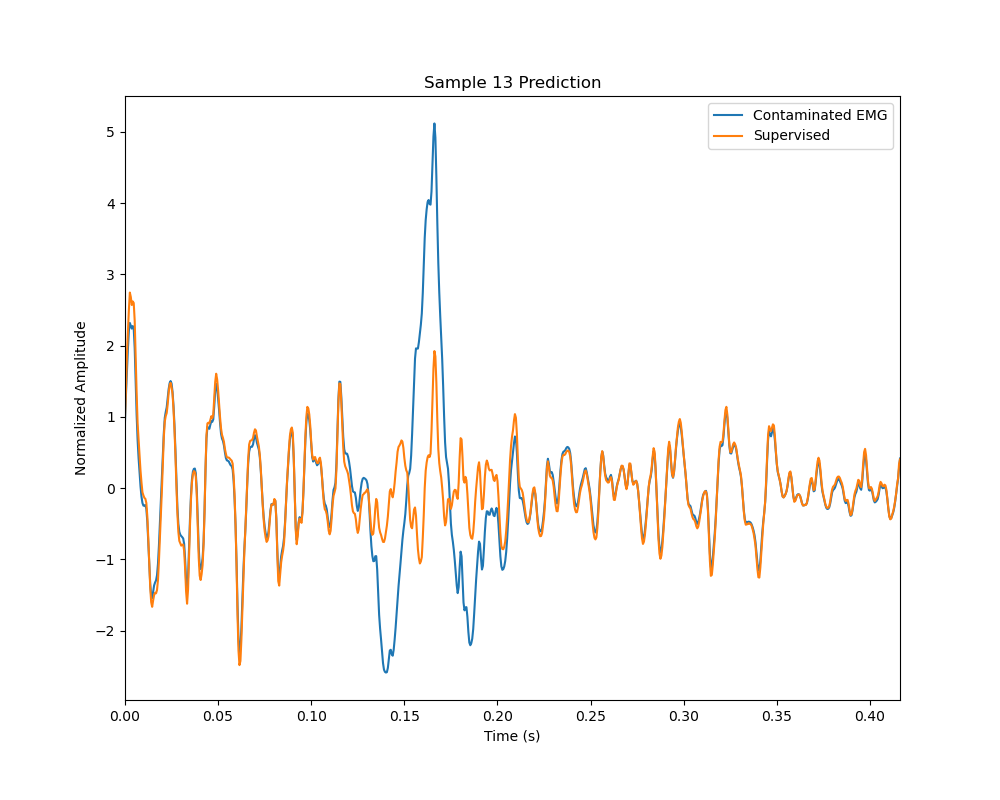 Sample 13 Prediction
Contaminated EMG
Supervised
Normalized Amplitude
5
4
3
2
1
0
−1
−2
0.00 0.05 0.10 0.15 0.20 0.25 0.30 0.35 0.40
Time (s)